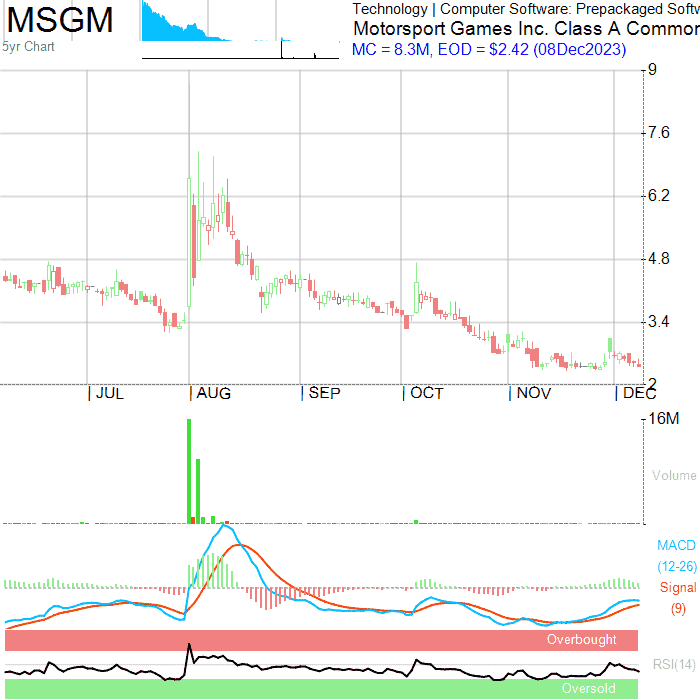 MSGM
5yr Chart
Technology | Computer Software: Prepackaged Softw
Motorsport Games Inc. Class A Common
MC = 8.3M, EOD = $2.42 (08Dec2023)
9
7.6
6.2
4.8
3.4
2
JUL
AUG
SEP
OCT
NOV
DEC
16M
Volume
MACD
(12-26)
Signal
(9)
Overbought
RSI(14)
Oversold